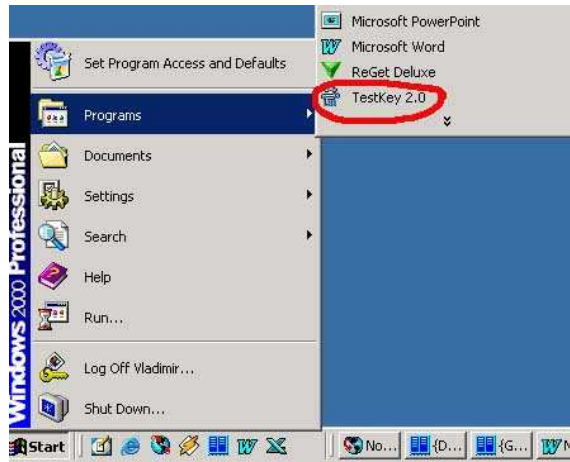 Microsoft PowerPoint
Microsoft Word
ReGet Deluxe
TestKey 2.0
Set Program Access and Defaults
Programs
Documents
Settings
Search
Help
Run...
Log Off Vladimir...
Shut Down...
Windows 2000 Professional
Start
No...
{D...
{G...